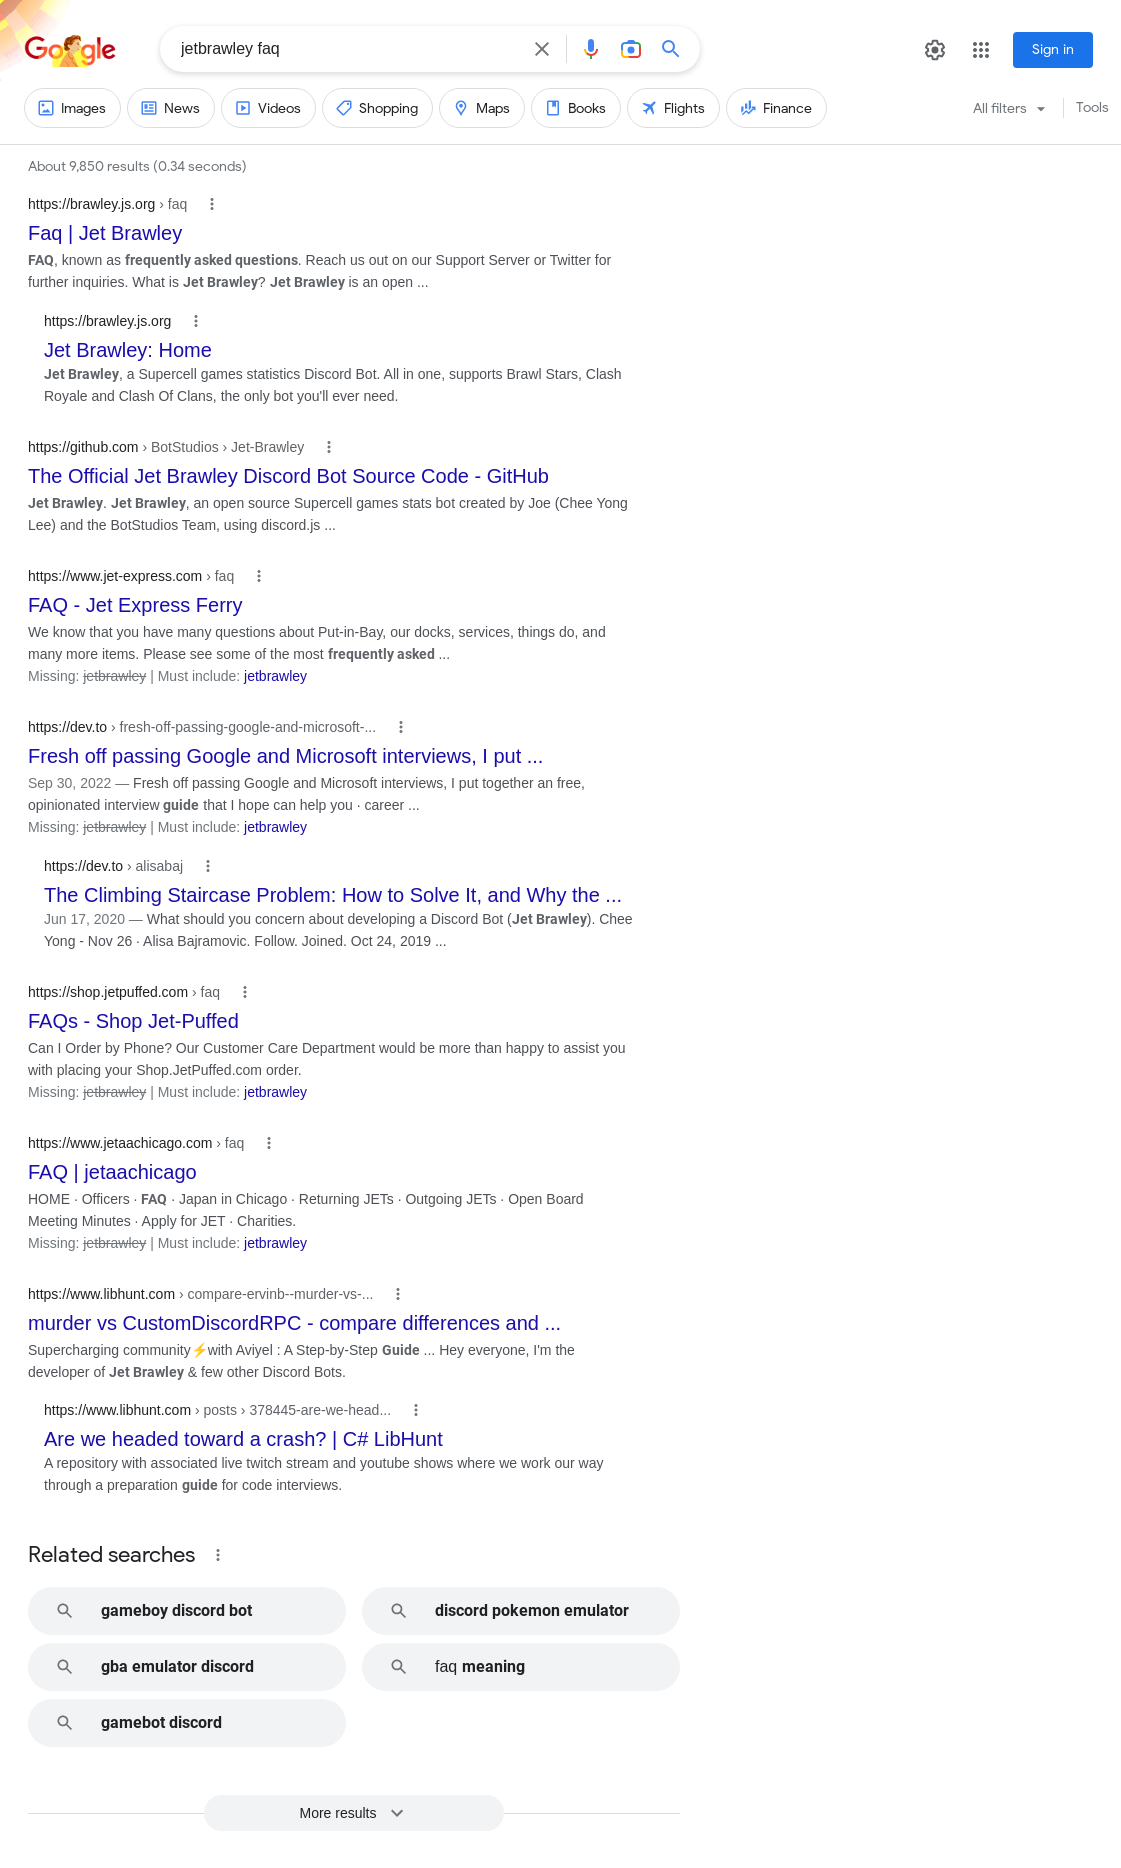 Google
jetbrawley faq
Sign in
Images
News
Videos
Shopping
Maps
Books
Flights
Finance
All filters
Tools
About 9,850 results (0.34 seconds)
https://brawley.js.org › faq
Faq | Jet Brawley
FAQ, known as frequently asked questions. Reach us out on our Support Server or Twitter for
further inquiries. What is Jet Brawley? Jet Brawley is an open ...
https://brawley.js.org
Jet Brawley: Home
Jet Brawley, a Supercell games statistics Discord Bot. All in one, supports Brawl Stars, Clash
Royale and Clash Of Clans, the only bot you'll ever need.
https://github.com › BotStudios › Jet-Brawley
The Official Jet Brawley Discord Bot Source Code - GitHub
Jet Brawley. Jet Brawley, an open source Supercell games stats bot created by Joe (Chee Yong
Lee) and the BotStudios Team, using discord.js ...
https://www.jet-express.com › faq
FAQ - Jet Express Ferry
We know that you have many questions about Put-in-Bay, our docks, services, things do, and
many more items. Please see some of the most frequently asked ...
Missing: jetbrawley | Must include: jetbrawley
https://dev.to › fresh-off-passing-google-and-microsoft-...
Fresh off passing Google and Microsoft interviews, I put ...
Sep 30, 2022 — Fresh off passing Google and Microsoft interviews, I put together an free,
opinionated interview guide that I hope can help you · career ...
Missing: jetbrawley | Must include: jetbrawley
https://dev.to › alisabaj
The Climbing Staircase Problem: How to Solve It, and Why the ...
Jun 17, 2020 — What should you concern about developing a Discord Bot (Jet Brawley). Chee
Yong - Nov 26 · Alisa Bajramovic. Follow. Joined. Oct 24, 2019 ...
https://shop.jetpuffed.com › faq
FAQs - Shop Jet-Puffed
Can I Order by Phone? Our Customer Care Department would be more than happy to assist you
with placing your Shop.JetPuffed.com order.
Missing: jetbrawley | Must include: jetbrawley
https://www.jetaachicago.com › faq
FAQ | jetaachicago
HOME · Officers · FAQ · Japan in Chicago · Returning JETs · Outgoing JETs · Open Board
Meeting Minutes · Apply for JET · Charities.
Missing: jetbrawley | Must include: jetbrawley
https://www.libhunt.com › compare-ervinb--murder-vs-...
murder vs CustomDiscordRPC - compare differences and ...
Supercharging community⚡with Aviyel : A Step-by-Step Guide ... Hey everyone, I'm the
developer of Jet Brawley & few other Discord Bots.
https://www.libhunt.com › posts › 378445-are-we-head...
Are we headed toward a crash? | C# LibHunt
A repository with associated live twitch stream and youtube shows where we work our way
through a preparation guide for code interviews.
Related searches
gameboy discord bot
discord pokemon emulator
gba emulator discord
faq meaning
gamebot discord
More results